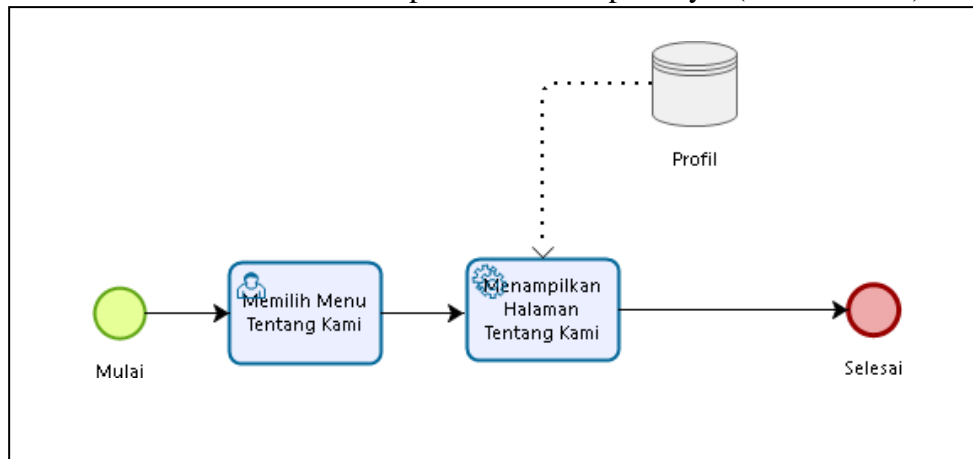 Profil
Memilih Menu
Tentang Kami
Menampilkan
Halaman
Tentang Kami
Mulai
Selesai